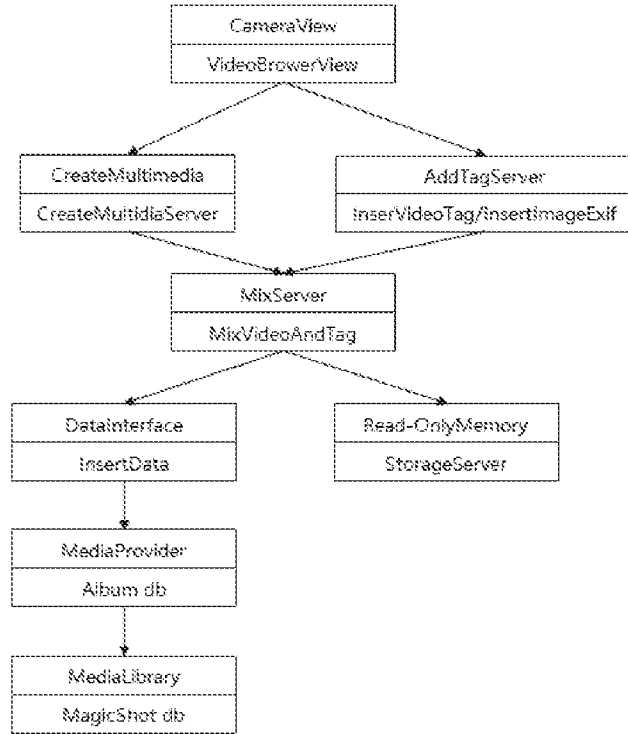 CameraView
VideoBrowerView
CreateMultimedia
AddTagServer
CreateMultidiaServer
InserVideoTag/InsertImageExif
MixServer
MixVideoAndTag
DataInterface
Read-OnlyMemory
InsertData
StorageServer
MediaProvider
Album db
MediaLibrary
MagicShot db